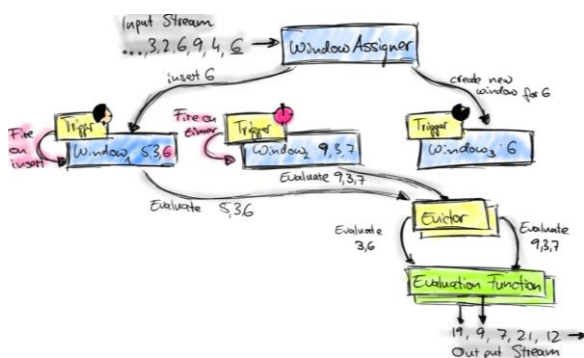 Input Stream
...,3,2,6,9,4,6
Window Assigner
insert 6
create new
window for 6
Trigger
Fire on
timer
Trigger
Trigger
Fire
on
insert
Window1 5,3,6
Window2 9,3,7
Window3: 6
Evaluate 9,3,7
Evaluate 5,3,6
Evictor
Evaluate
3,6
Evaluate
9,3,7
Evaluation Function
19, 9, 7, 21, 12
Output Stream